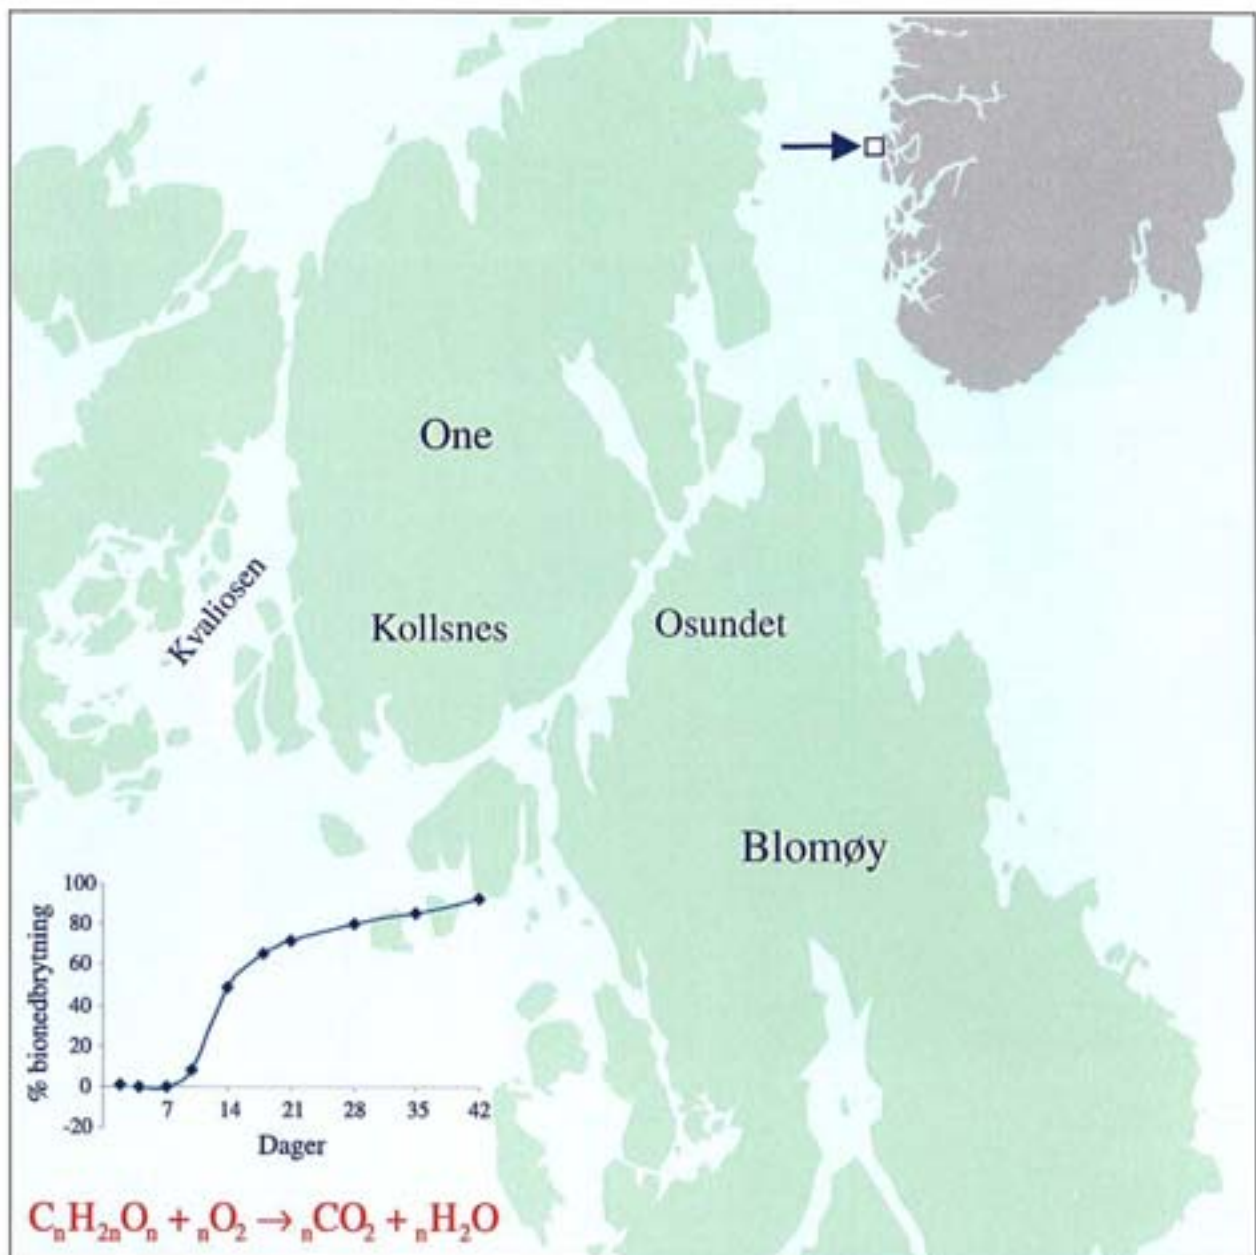 One
Kvaliosen
Kollsnes
Osundet
Blomøy
% bionedbrytning
100
80
60
40
20
0
-20
7 14 21 28 35 42
Dager
CₙH₂ₙOₙ + ₙO₂ → ₙCO₂ + ₙH₂O